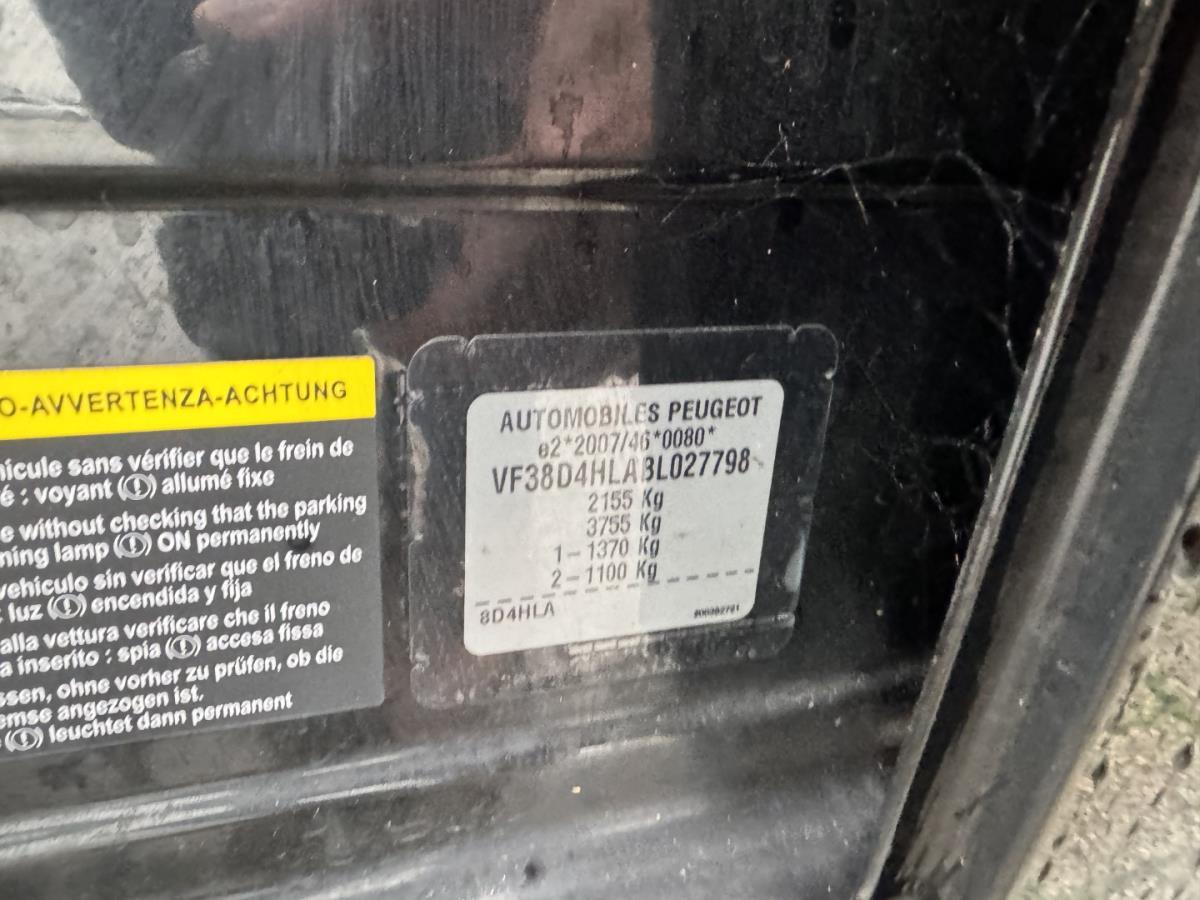 O-AVVERTENZA-ACHTUNG
hicule sans vérifier que le frein de
é : voyant (!) allumé fixe
e without checking that the parking
ning lamp (!) ON permanently
vehiculo sin verificar que el freno de
luz (!) encendida y fija
alla vettura verificare che il freno
a inserito : spia (!) accesa fissa
ssen, ohne vorher zu prüfen, ob die
emse angezogen ist.
(!) leuchtet dann permanent
AUTOMOBILES PEUGEOT
e2*2007/46*0080*
VF38D4HLABL027798
2155 Kg
3755 Kg
1-1370 Kg
2-1100 Kg
8D4HLA